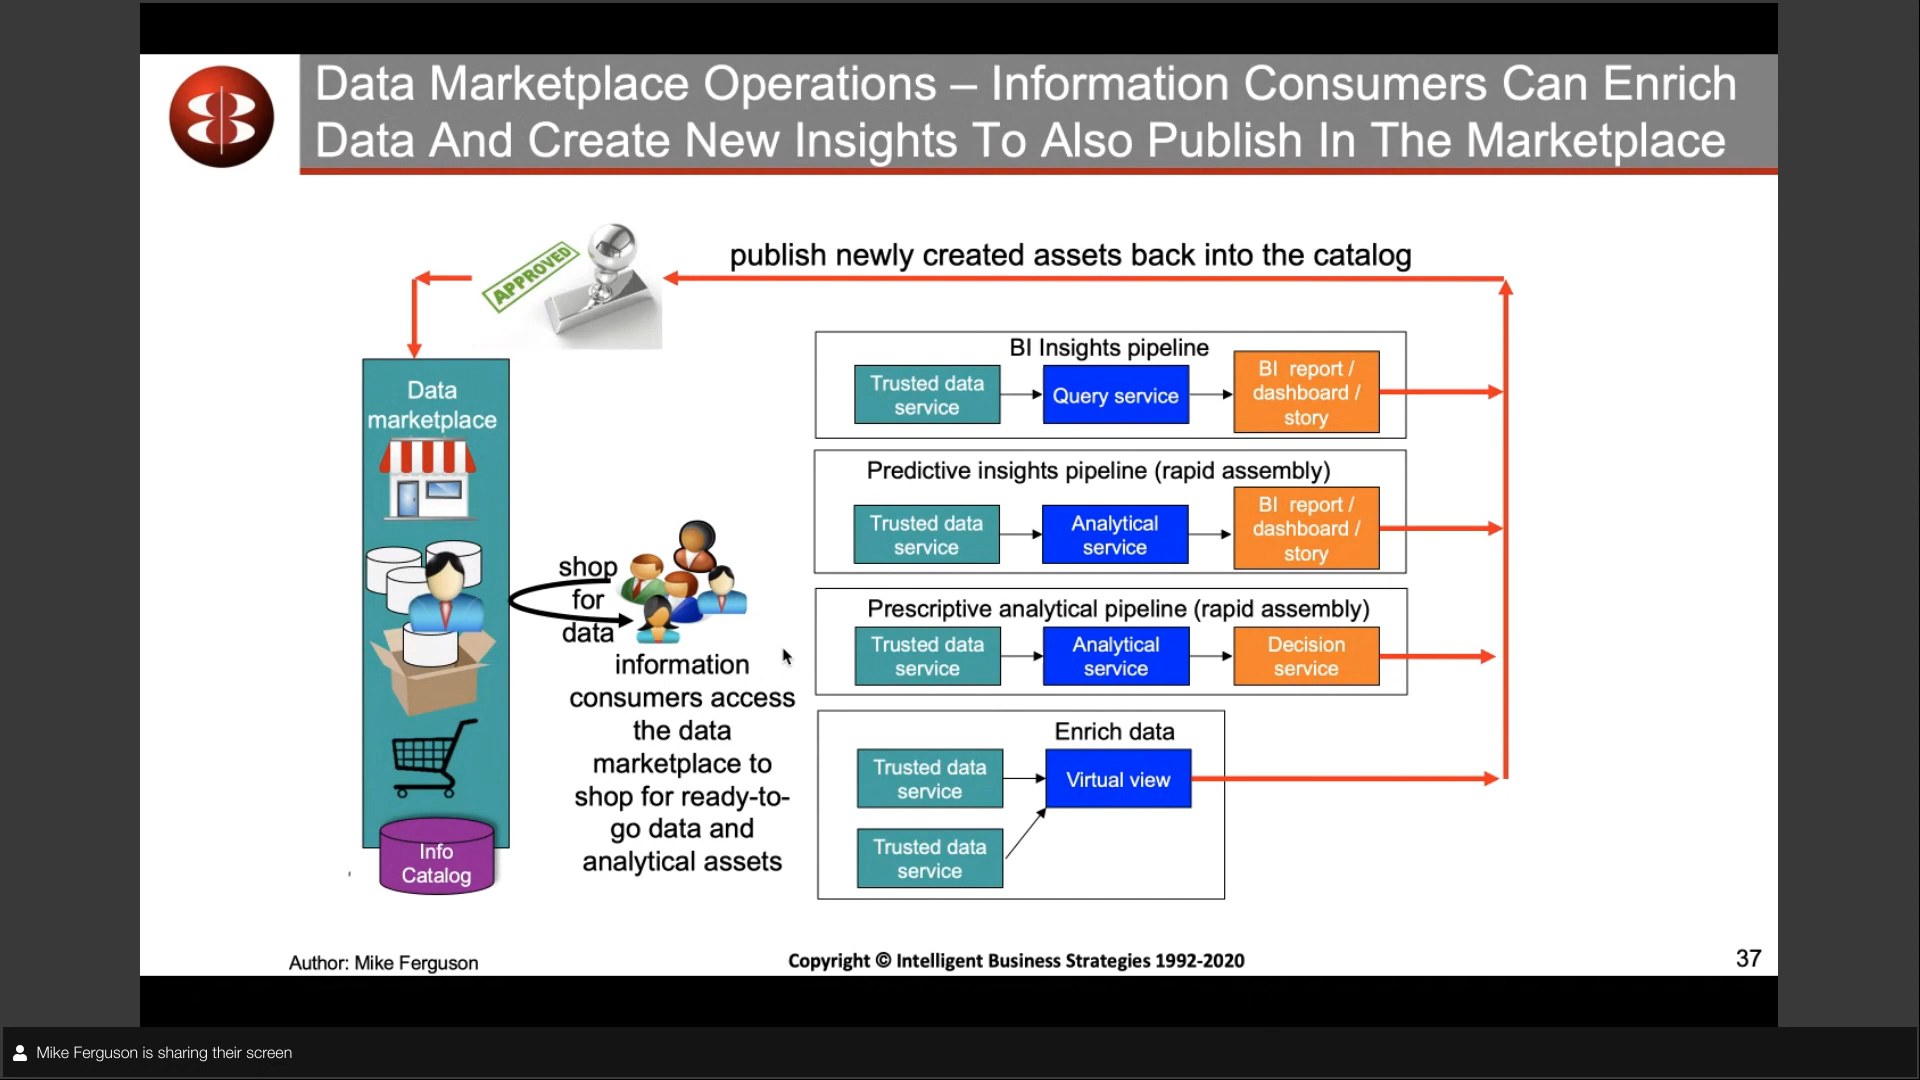 Data Marketplace Operations – Information Consumers Can Enrich
Data And Create New Insights To Also Publish In The Marketplace
publish newly created assets back into the catalog
APPROVED
Data
marketplace
Info
Catalog
shop
for
data
information
consumers access
the data
marketplace to
shop for ready-to-
go data and
analytical assets
BI Insights pipeline
Trusted data
service
Query service
BI report /
dashboard /
story
Predictive insights pipeline (rapid assembly)
Trusted data
service
Analytical
service
BI report /
dashboard /
story
Prescriptive analytical pipeline (rapid assembly)
Trusted data
service
Analytical
service
Decision
service
Enrich data
Trusted data
service
Virtual view
Trusted data
service
Author: Mike Ferguson
Copyright © Intelligent Business Strategies 1992-2020
37
Mike Ferguson is sharing their screen